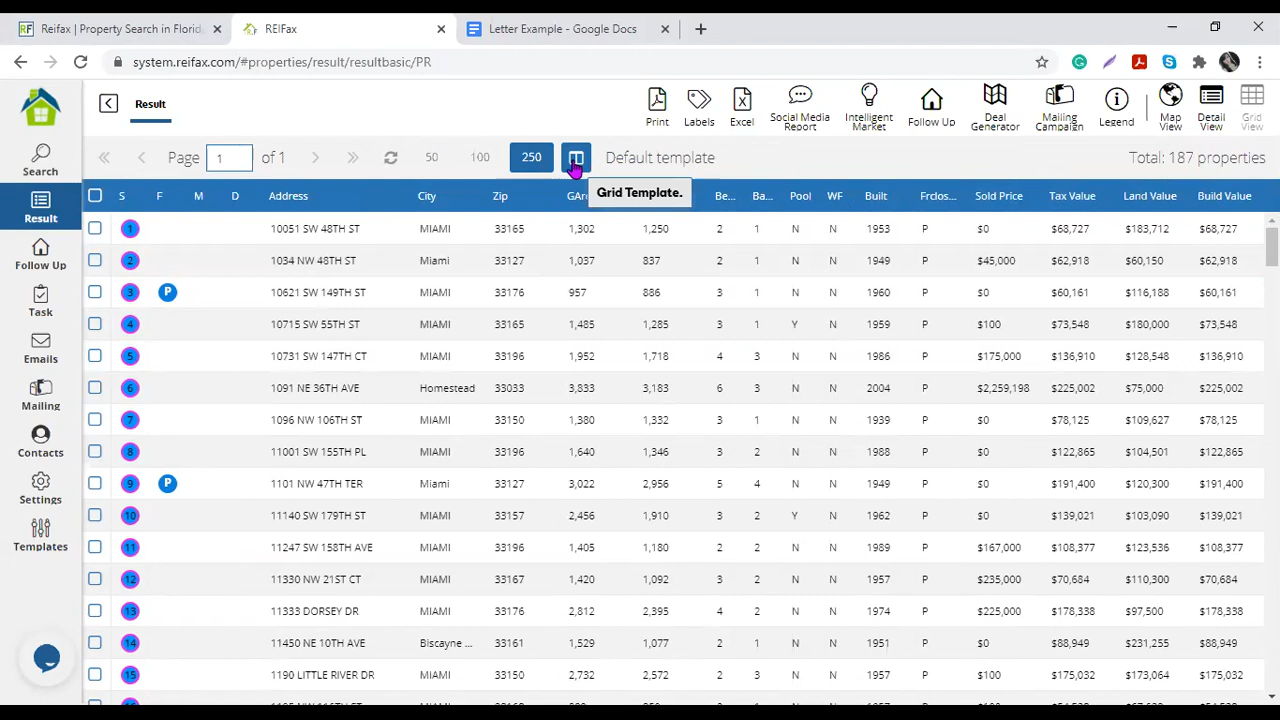 RF Reifax | Property Search in Florid
REIFax
Letter Example - Google Docs
system.reifax.com/#properties/result/resultbasic/PR
Result
Print
Labels
Excel
Social Media Report
Intelligent Market
Follow Up
Deal Generator
Mailing Campaign
Legend
Map View
Detail View
Grid View
Page 1 of 1 50 100 250 Default template Total: 187 properties
Grid Template.
Search
Result
Follow Up
Task
Emails
Mailing
Contacts
Settings
Templates
S F M D Address City Zip GAre Be... Ba... Pool WF Built Frclos... Sold Price Tax Value Land Value Build Value
1 10051 SW 48TH ST MIAMI 33165 1,302 1,250 2 1 N N 1953 P $0 $68,727 $183,712 $68,727
2 1034 NW 48TH ST Miami 33127 1,037 837 2 1 N N 1949 P $45,000 $62,918 $60,150 $62,918
3 P 10621 SW 149TH ST MIAMI 33176 957 886 3 1 N N 1960 P $0 $60,161 $116,188 $60,161
4 10715 SW 55TH ST MIAMI 33165 1,485 1,285 3 1 Y N 1959 P $100 $73,548 $180,000 $73,548
5 10731 SW 147TH CT MIAMI 33196 1,952 1,718 4 3 N N 1986 P $175,000 $136,910 $128,548 $136,910
6 1091 NE 36TH AVE Homestead 33033 3,833 3,183 6 3 N N 2004 P $2,259,198 $225,002 $75,000 $225,002
7 1096 NW 106TH ST MIAMI 33150 1,380 1,332 3 1 N N 1939 P $0 $78,125 $109,627 $78,125
8 11001 SW 155TH PL MIAMI 33196 1,640 1,346 3 2 N N 1988 P $0 $122,865 $104,501 $122,865
9 P 1101 NW 47TH TER Miami 33127 3,022 2,956 5 4 N N 1949 P $0 $191,400 $120,300 $191,400
10 11140 SW 179TH ST MIAMI 33157 2,456 1,910 3 2 Y N 1962 P $0 $139,021 $103,090 $139,021
11 11247 SW 158TH AVE MIAMI 33196 1,405 1,180 2 2 N N 1989 P $167,000 $108,377 $123,536 $108,377
12 11330 NW 21ST CT MIAMI 33167 1,420 1,092 3 2 N N 1957 P $235,000 $70,684 $110,300 $70,684
13 11333 DORSEY DR MIAMI 33176 2,812 2,395 4 2 N N 1974 P $225,000 $178,338 $97,500 $178,338
14 11450 NE 10TH AVE Biscayne ... 33161 1,529 1,077 2 1 N N 1951 P $0 $88,949 $231,255 $88,949
15 1190 LITTLE RIVER DR MIAMI 33150 2,732 2,572 2 3 N N 1957 P $100 $175,032 $173,064 $175,032